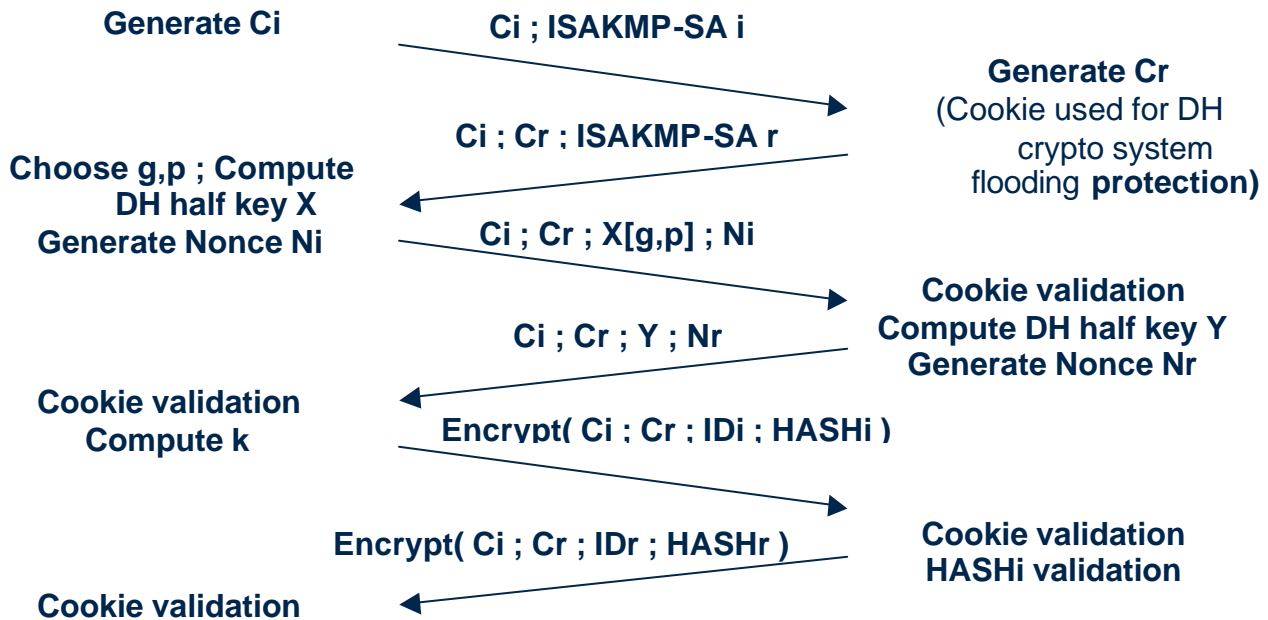 Generate Ci
Ci ; ISAKMP-SA i
Generate Cr
(Cookie used for DH
crypto system
flooding protection)
Ci ; Cr ; ISAKMP-SA r
Choose g,p ; Compute
DH half key X
Generate Nonce Ni
Ci ; Cr ; X[g,p] ; Ni
Cookie validation
Compute DH half key Y
Generate Nonce Nr
Ci ; Cr ; Y ; Nr
Cookie validation
Compute k
Encrypt( Ci ; Cr ; IDi ; HASHi )
Cookie validation
HASHi validation
Encrypt( Ci ; Cr ; IDr ; HASHr )
Cookie validation